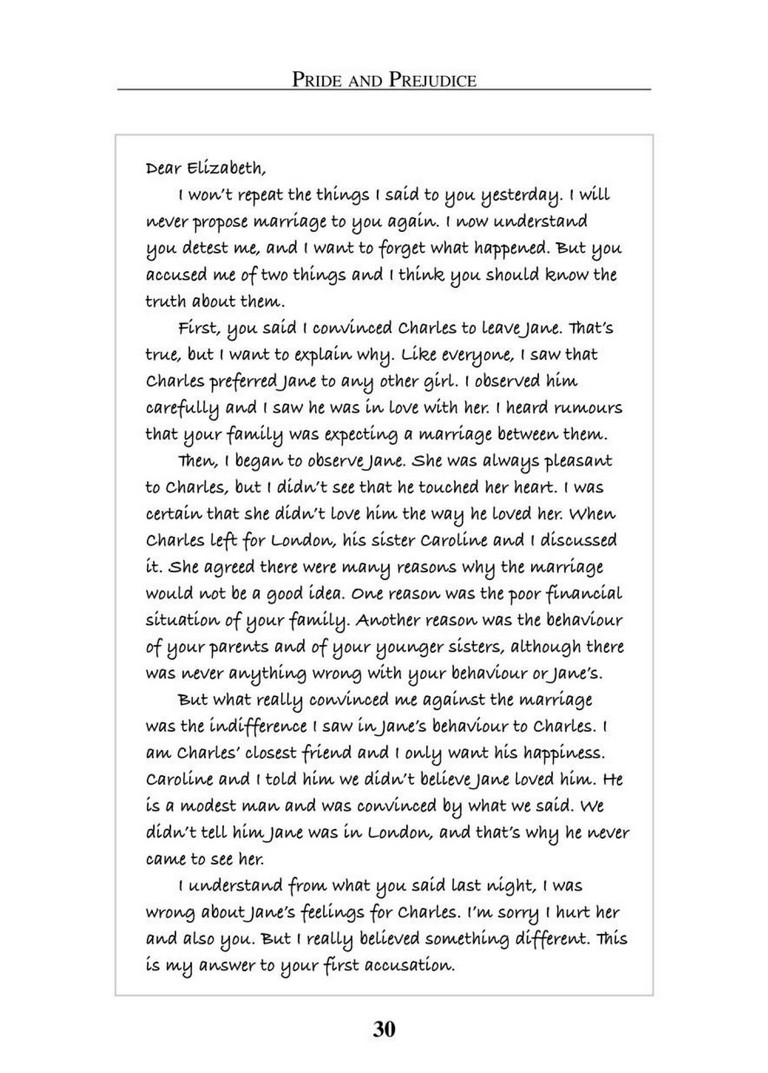 PRIDE AND PREJUDICE
Dear Elizabeth,
I won't repeat the things I said to you yesterday. I will
never propose marriage to you again. I now understand
you detest me, and I want to forget what happened. But you
accused me of two things and I think you should know the
truth about them.
First, you said I convinced Charles to leave Jane. That's
true, but I want to explain why. Like everyone, I saw that
Charles preferred Jane to any other girl. I observed him
carefully and I saw he was in love with her. I heard rumours
that your family was expecting a marriage between them.
Then, I began to observe Jane. She was always pleasant
to Charles, but I didn't see that he touched her heart. I was
certain that she didn't love him the way he loved her. When
Charles left for London, his sister Caroline and I discussed
it. She agreed there were many reasons why the marriage
would not be a good idea. One reason was the poor financial
situation of your family. Another reason was the behaviour
of your parents and of your younger sisters, although there
was never anything wrong with your behaviour or Jane's.
But what really convinced me against the marriage
was the indifference I saw in Jane's behaviour to Charles. I
am Charles' closest friend and I only want his happiness.
Caroline and I told him we didn't believe Jane loved him. He
is a modest man and was convinced by what we said. We
didn't tell him Jane was in London, and that's why he never
came to see her.
I understand from what you said last night, I was
wrong about Jane's feelings for Charles. I'm sorry I hurt her
and also you. But I really believed something different. This
is my answer to your first accusation.
30